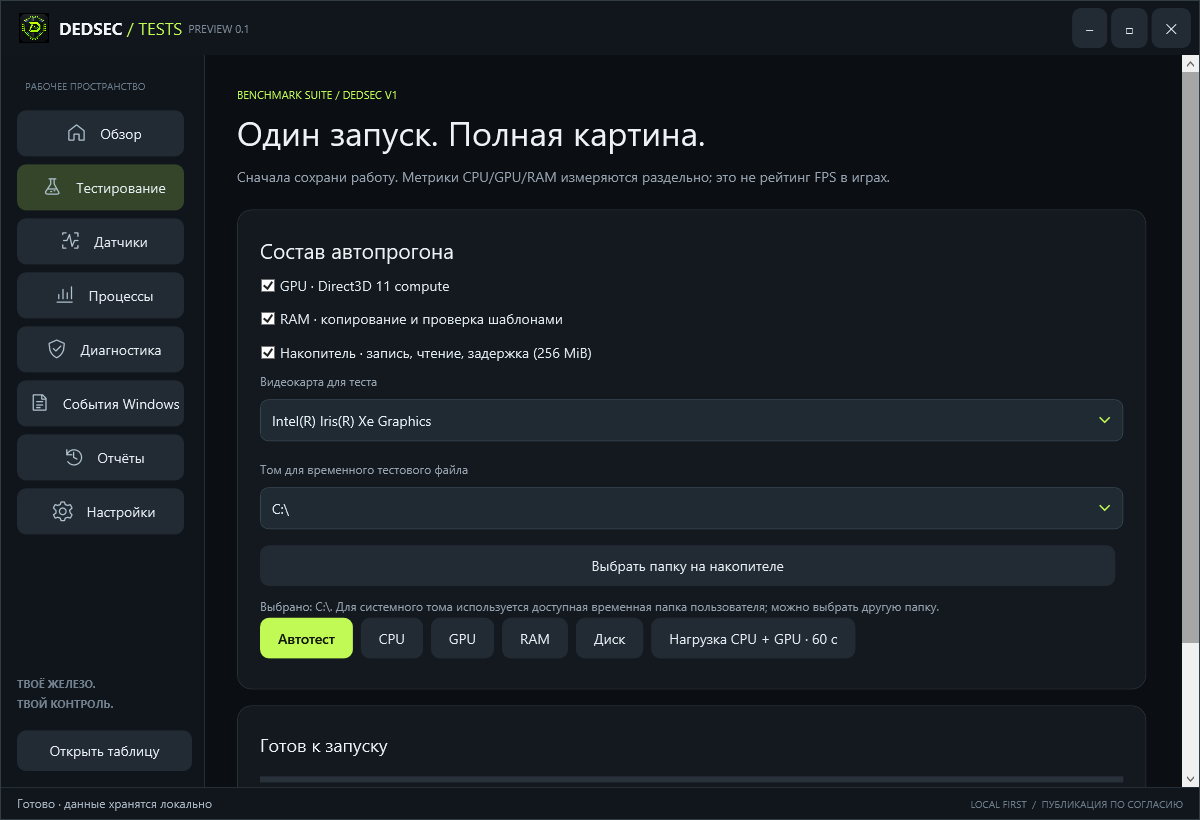 DEDSEC / TESTS PREVIEW 0.1
РАБОЧЕЕ ПРОСТРАНСТВО
Обзор
Тестирование
Датчики
Процессы
Диагностика
События Windows
Отчёты
Настройки
ТВОЁ ЖЕЛЕЗО.
ТВОЙ КОНТРОЛЬ.
Открыть таблицу
BENCHMARK SUITE / DEDSEC V1
Один запуск. Полная картина.
Сначала сохрани работу. Метрики CPU/GPU/RAM измеряются раздельно; это не рейтинг FPS в играх.
Состав автопрогона
GPU · Direct3D 11 compute
RAM · копирование и проверка шаблонами
Накопитель · запись, чтение, задержка (256 MiB)
Видеокарта для теста
Intel(R) Iris(R) Xe Graphics
Том для временного тестового файла
C:\
Выбрать папку на накопителе
Выбрано: C:\. Для системного тома используется доступная временная папка пользователя; можно выбрать другую папку.
Автотест CPU GPU RAM Диск Нагрузка CPU + GPU · 60 с
Готов к запуску
Готово · данные хранятся локально
LOCAL FIRST / ПУБЛИКАЦИЯ ПО СОГЛАСИЮ